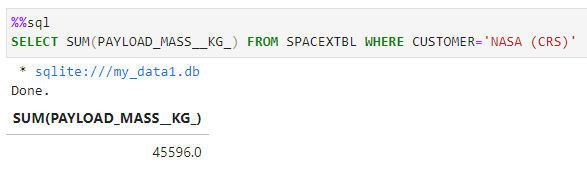 %%sql
SELECT SUM(PAYLOAD_MASS__KG_) FROM SPACEXTBL WHERE CUSTOMER='NASA (CRS)'
* sqlite:///my_data1.db
Done.
SUM(PAYLOAD_MASS__KG_)
45596.0